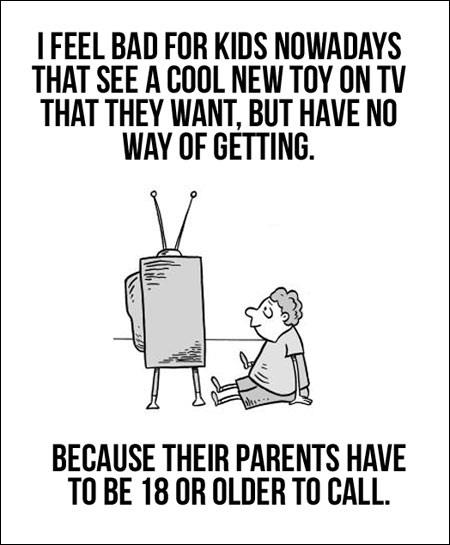 I FEEL BAD FOR KIDS NOWADAYS
THAT SEE A COOL NEW TOY ON TV
THAT THEY WANT, BUT HAVE NO
WAY OF GETTING.
BECAUSE THEIR PARENTS HAVE
TO BE 18 OR OLDER TO CALL.